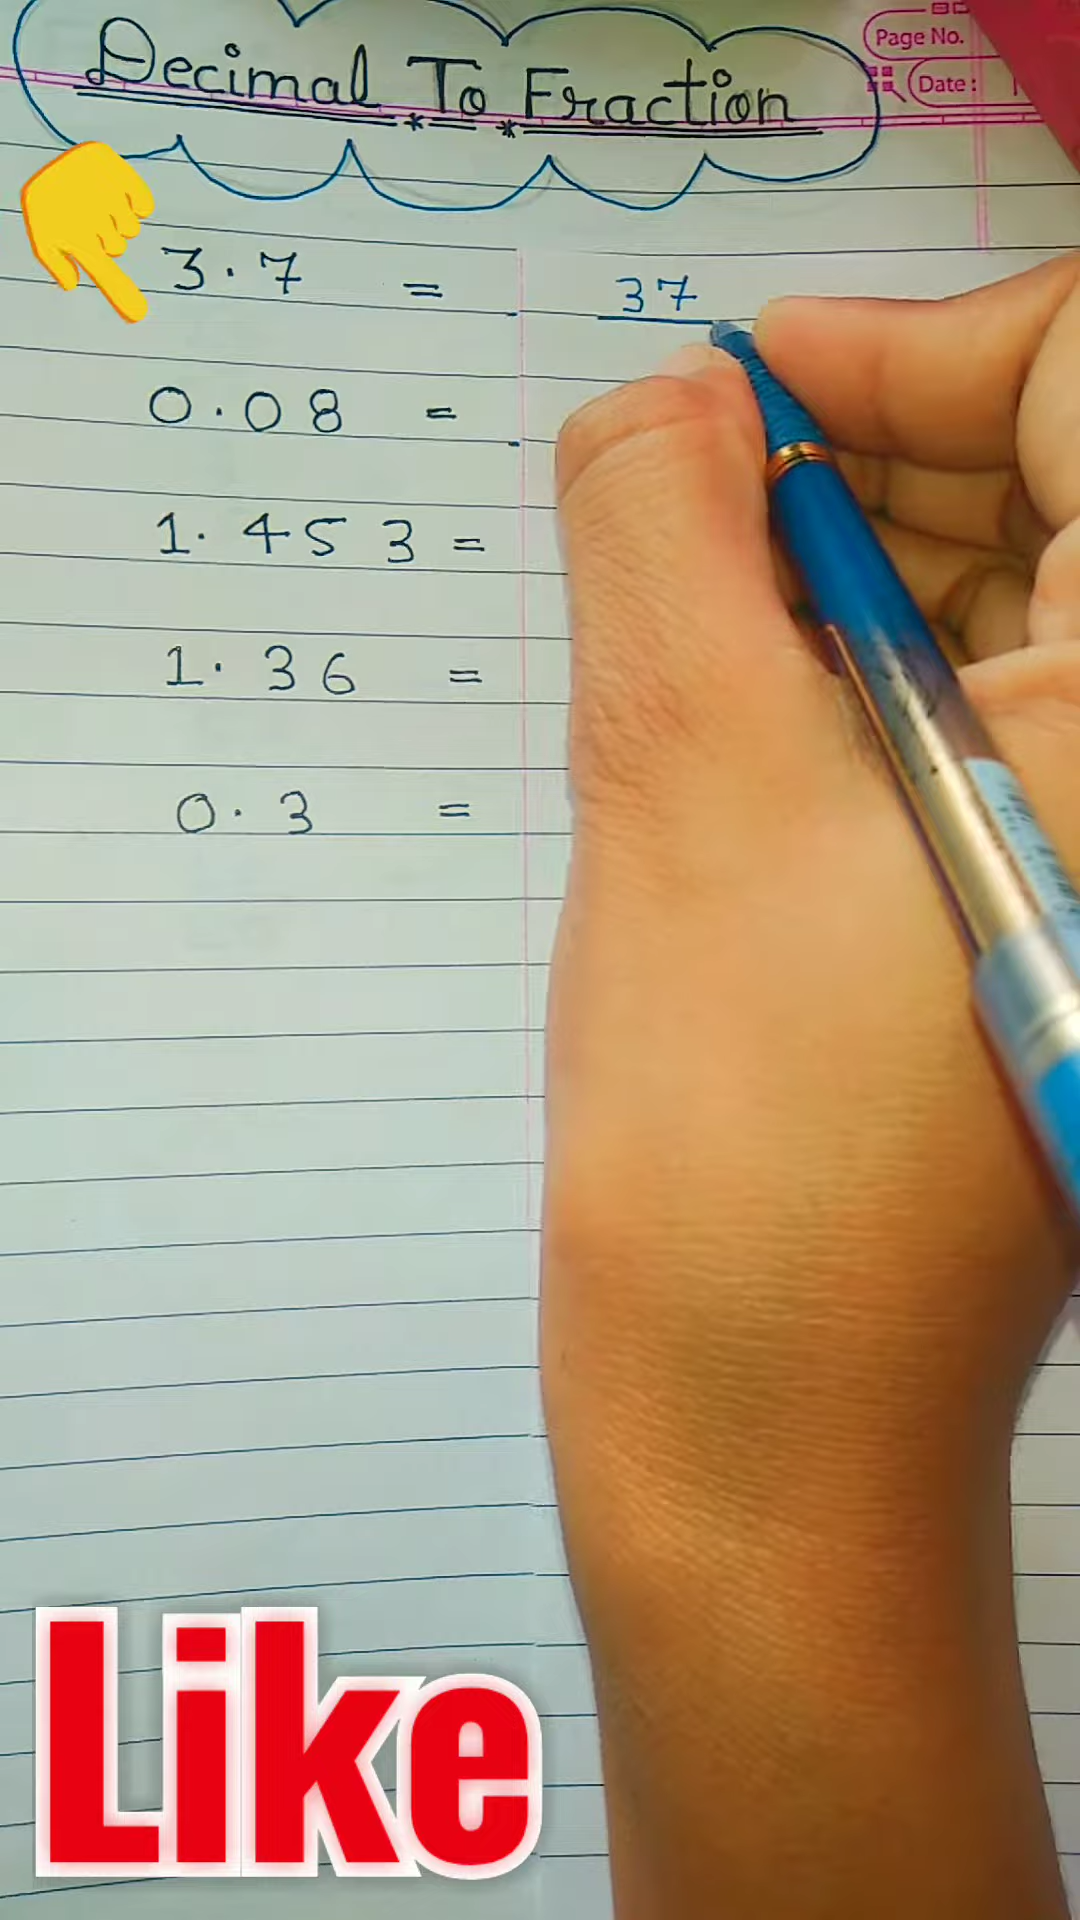 Page No.
Date :
Decimal To Fraction
3.7 = 37
0.08 =
1.453 =
1.36 =
0.3 =
Like